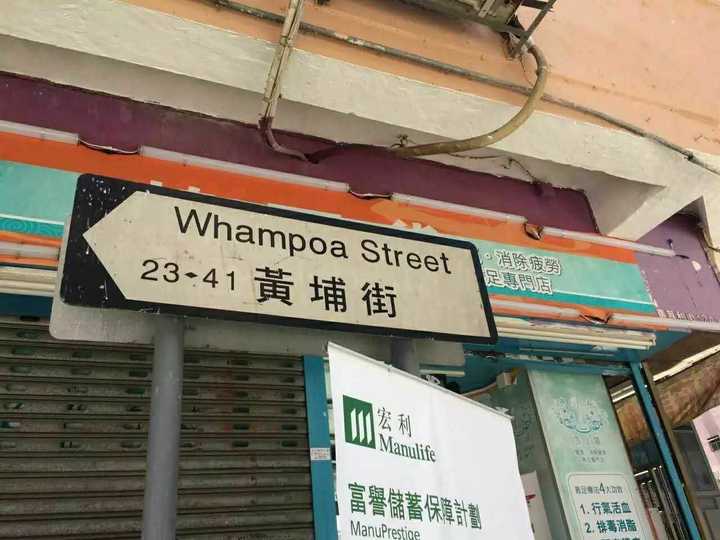 Whampoa Street
23-41 黃埔街
· 消除疲勞
足專門店
宏利
Manulife
富譽儲蓄保障計劃
ManuPrestige
1. 行氣活血
2. 排毒消脂